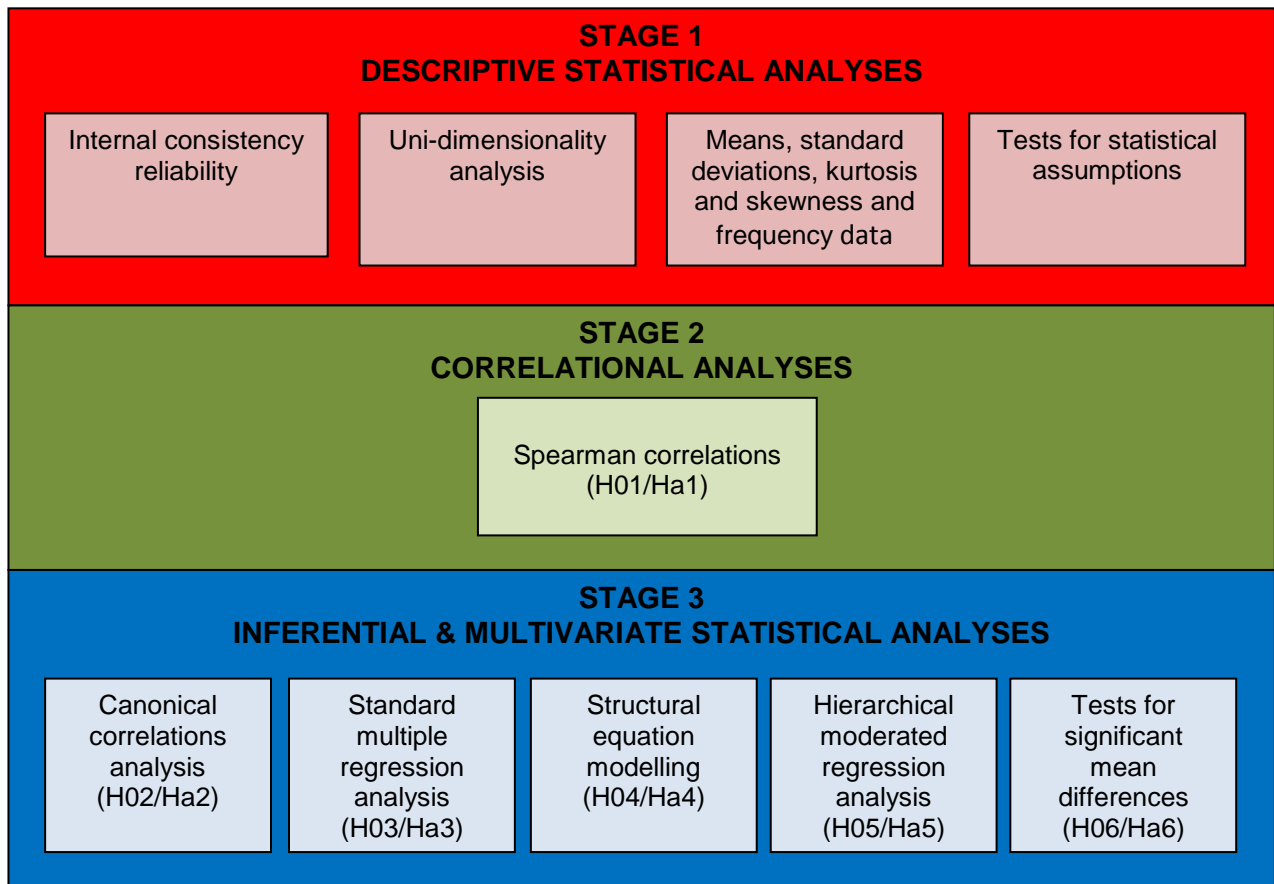 STAGE 1
DESCRIPTIVE STATISTICAL ANALYSES
Internal consistency
reliability
Uni-dimensionality
analysis
Means, standard
deviations, kurtosis
and skewness and
frequency data
Tests for statistical
assumptions
STAGE 2
CORRELATIONAL ANALYSES
Spearman correlations
(H01/Ha1)
STAGE 3
INFERENTIAL & MULTIVARIATE STATISTICAL ANALYSES
Canonical
correlations
analysis
(H02/Ha2)
Standard
multiple
regression
analysis
(H03/Ha3)
Structural
equation
modelling
(H04/Ha4)
Hierarchical
moderated
regression
analysis
(H05/Ha5)
Tests for
significant
mean
differences
(H06/Ha6)